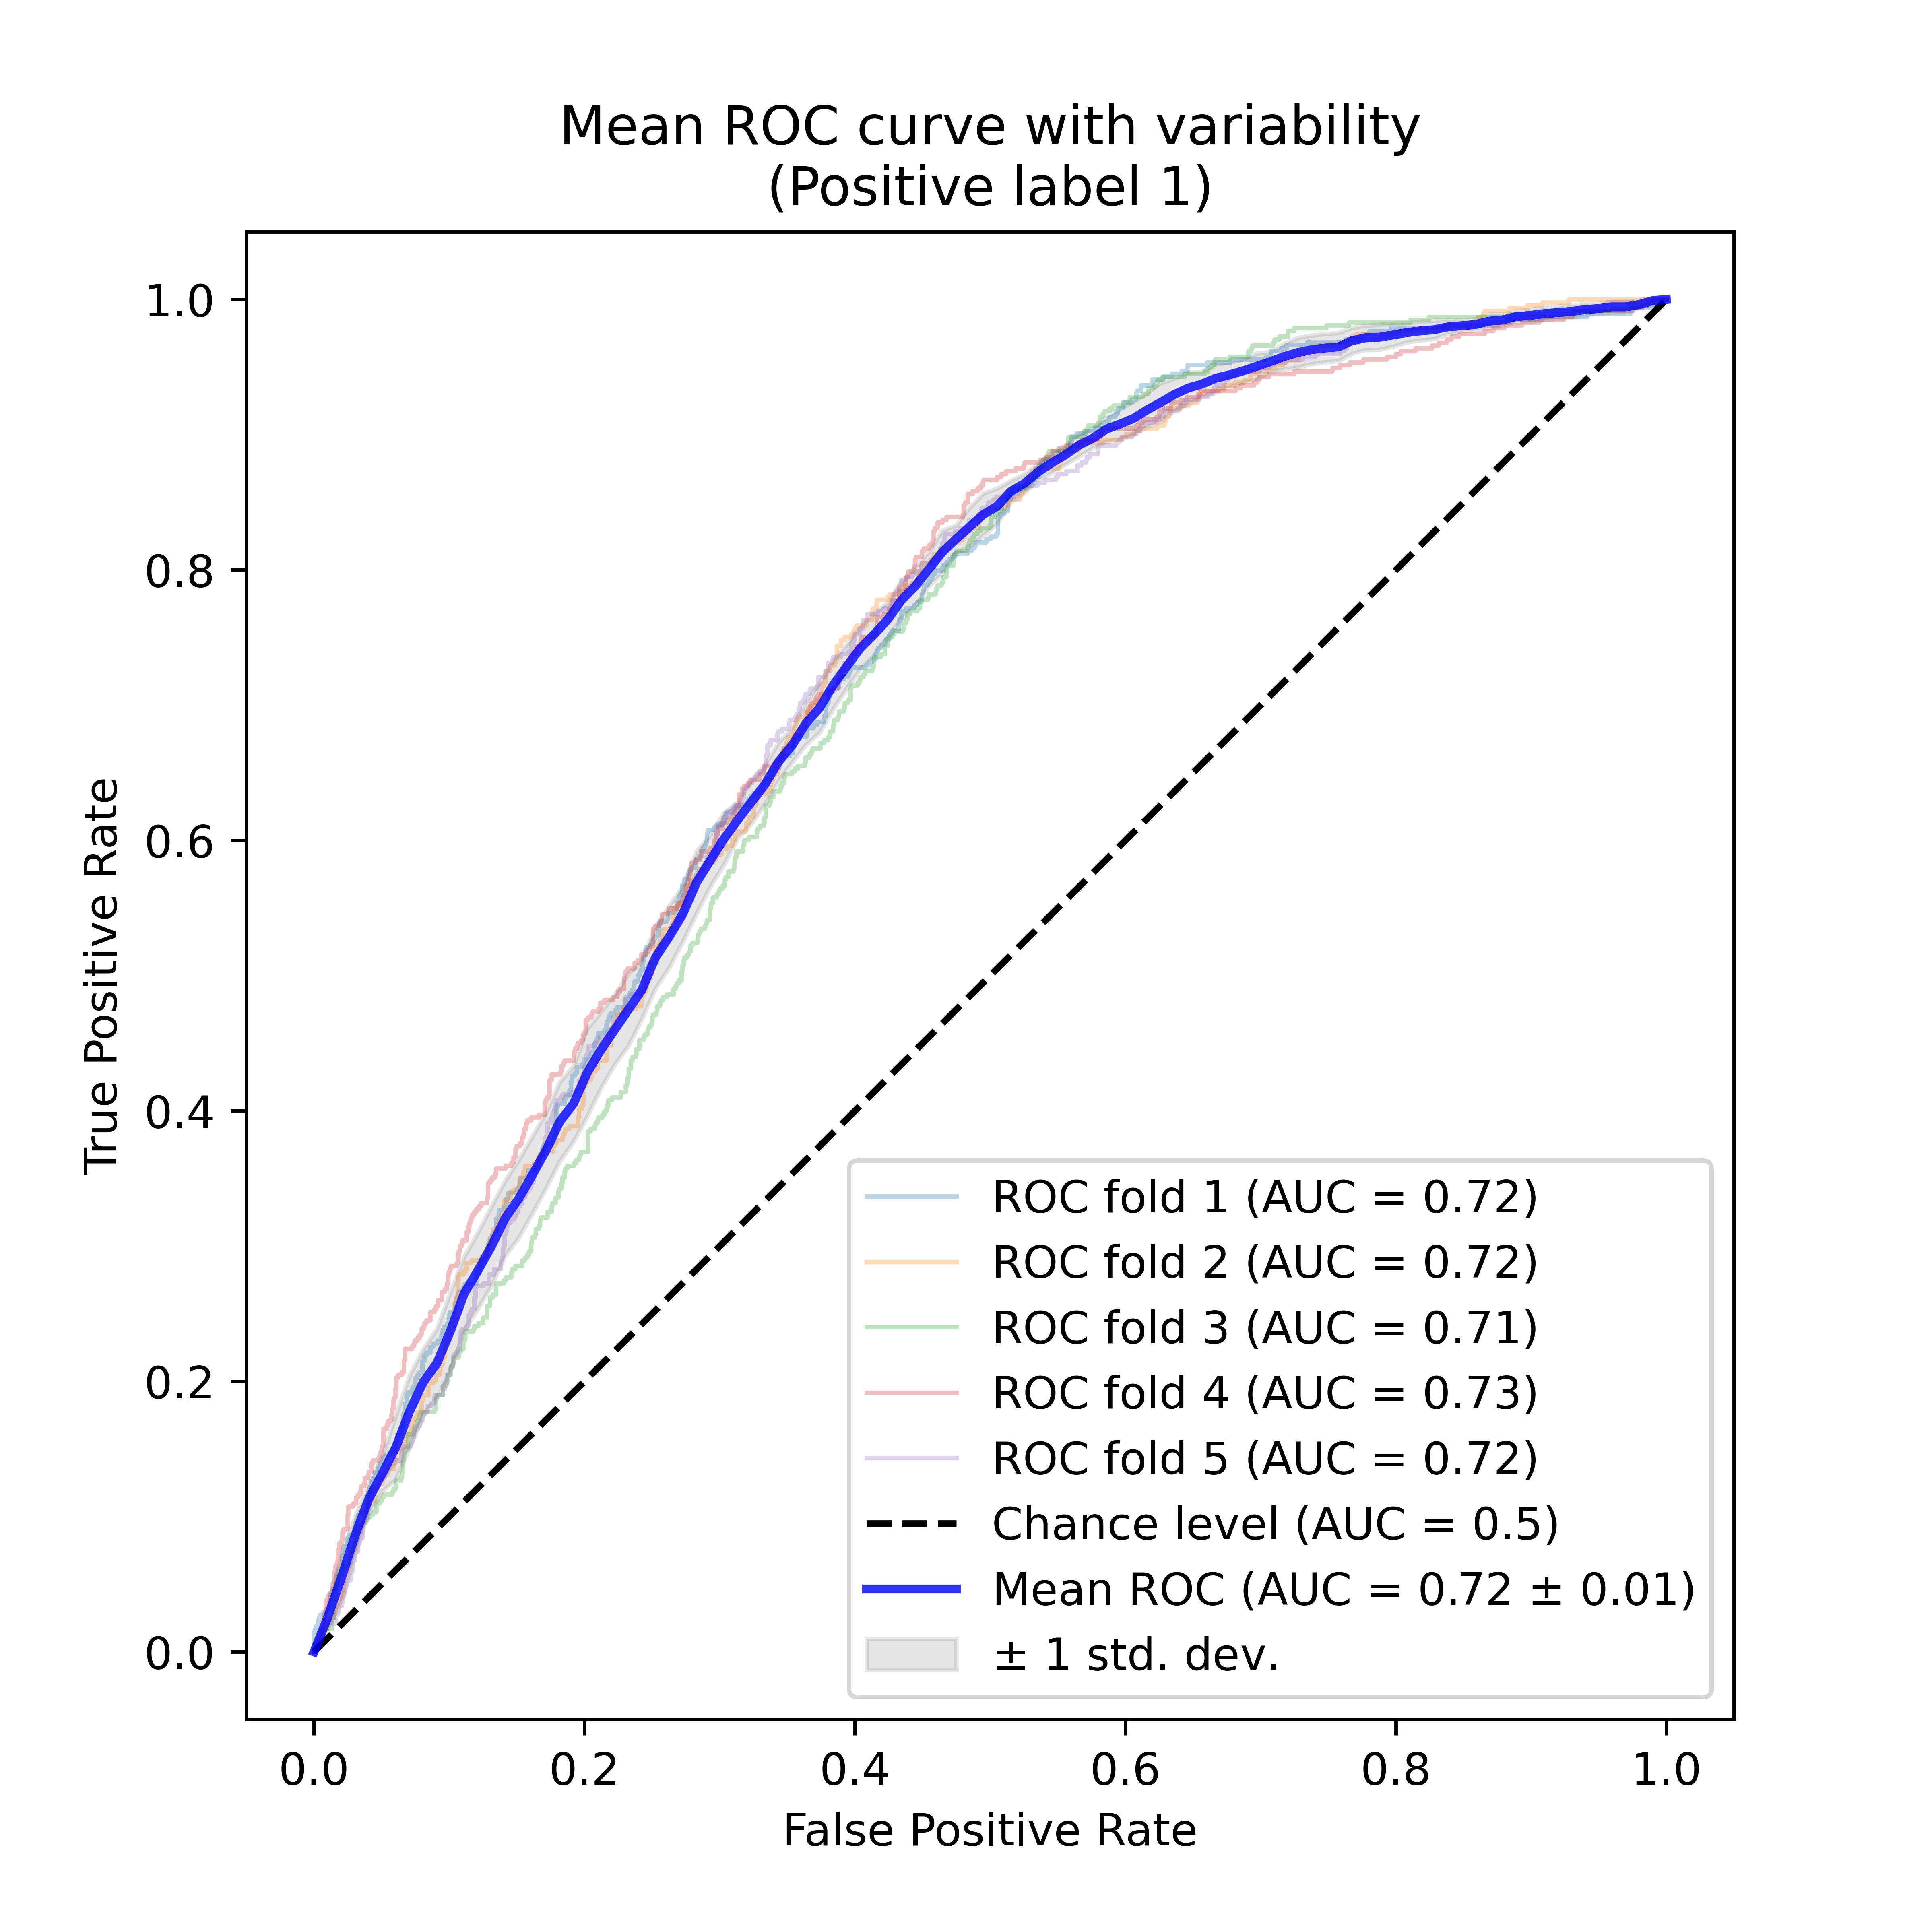 Mean ROC curve with variability
(Positive label 1)
True Positive Rate
1.0
0.8
0.6
0.4
0.2
0.0
ROC fold 1 (AUC = 0.72)
ROC fold 2 (AUC = 0.72)
ROC fold 3 (AUC = 0.71)
ROC fold 4 (AUC = 0.73)
ROC fold 5 (AUC = 0.72)
Chance level (AUC = 0.5)
Mean ROC (AUC = 0.72 ± 0.01)
± 1 std. dev.
0.0 0.2 0.4 0.6 0.8 1.0
False Positive Rate